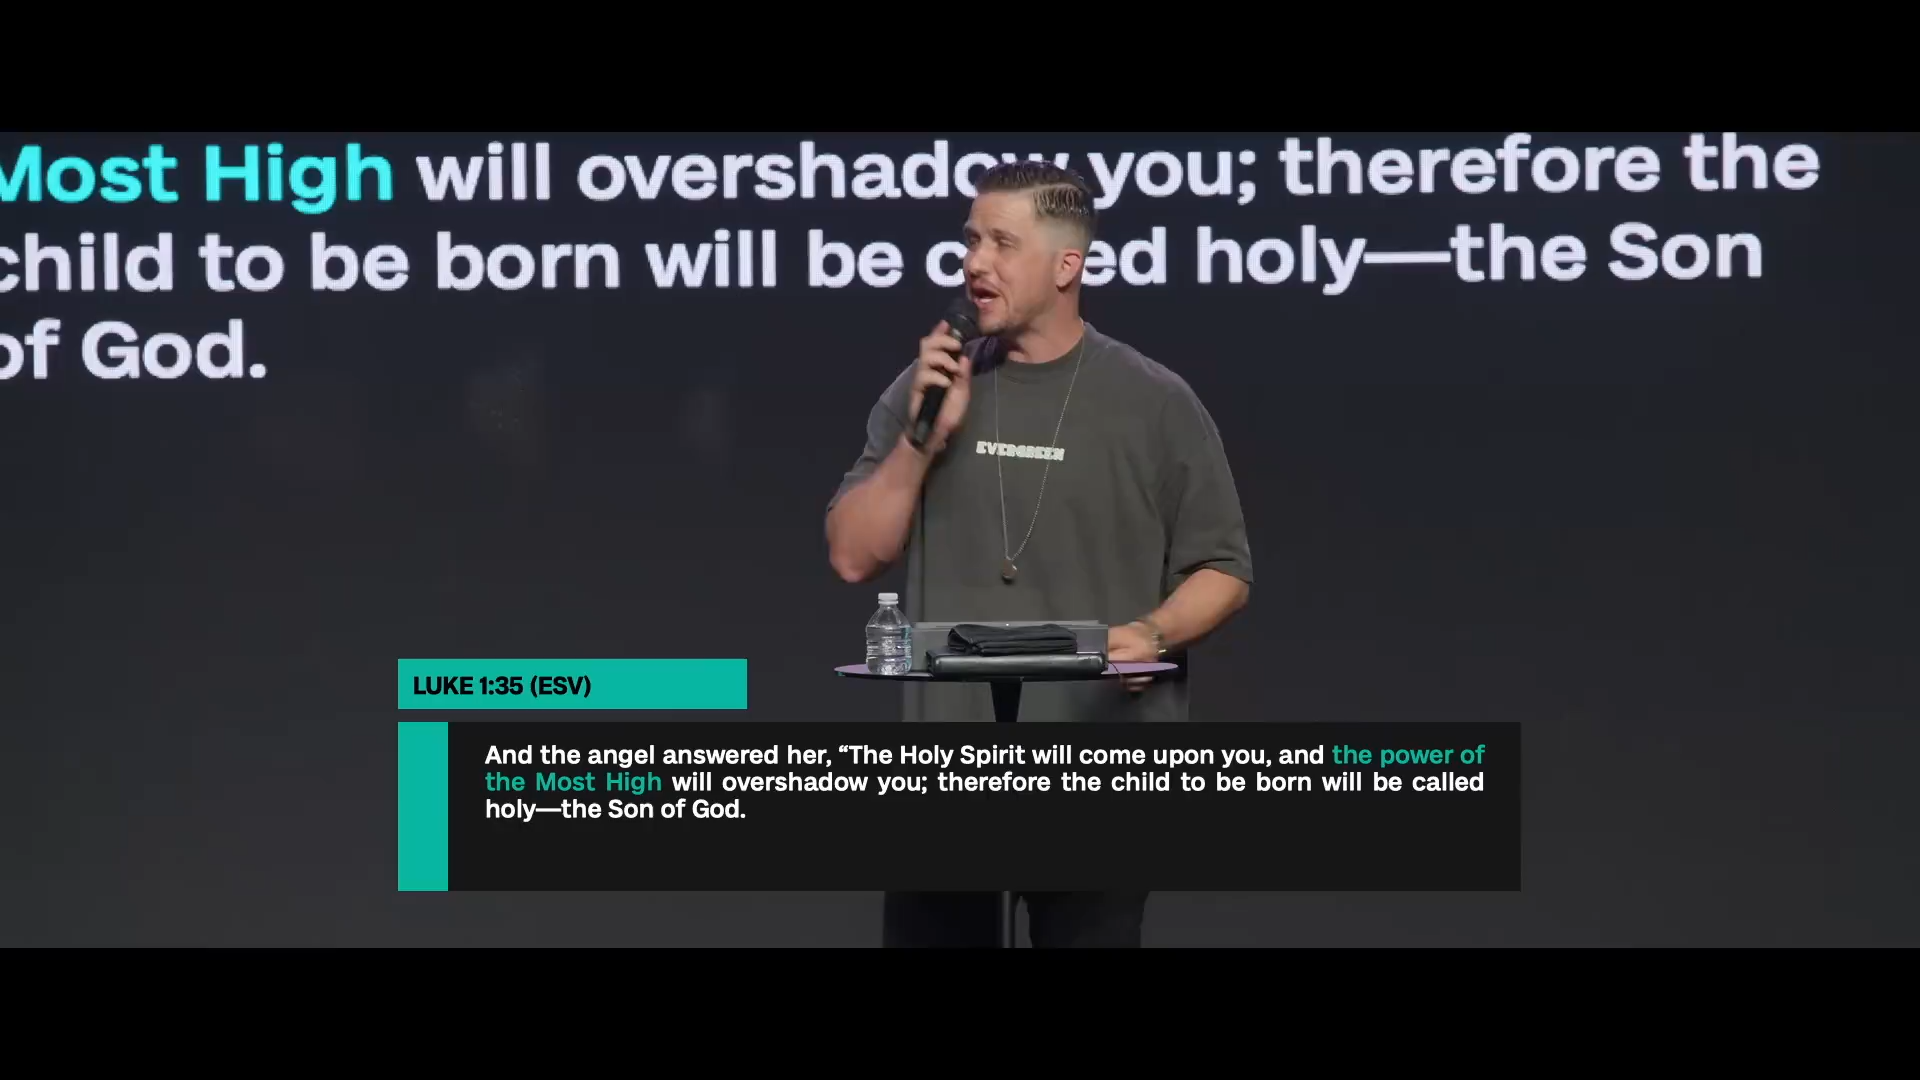 Most High will overshadow you; therefore the
child to be born will be called holy—the Son
of God.
EVERGREEN
LUKE 1:35 (ESV)
And the angel answered her, “The Holy Spirit will come upon you, and the power of
the Most High will overshadow you; therefore the child to be born will be called
holy—the Son of God.